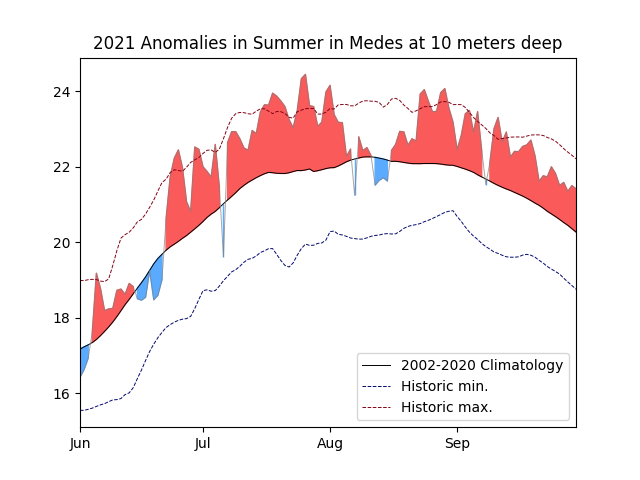 2021 Anomalies in Summer in Medes at 10 meters deep
24
22
20
18
16
Jun Jul Aug Sep
2002-2020 Climatology
Historic min.
Historic max.